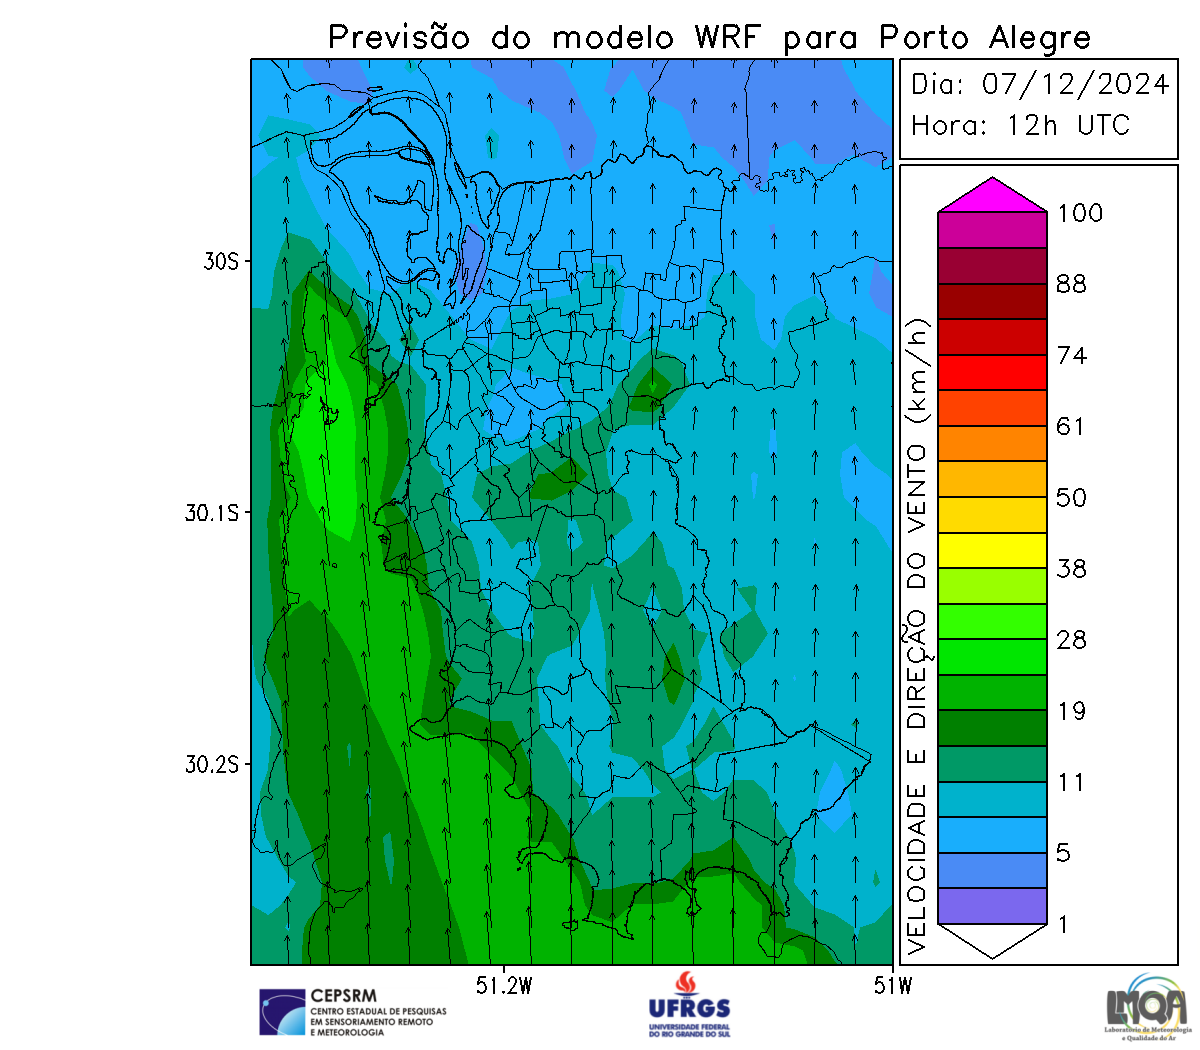 Previsão do modelo WRF para Porto Alegre
Dia: 07/12/2024
Hora: 12h UTC
100
88
74
61
50
38
28
19
11
5
1
VELOCIDADE E DIREÇÃO DO VENTO (km/h)
30S
30.1S
30.2S
51.2W
51W
CEPSRM
CENTRO ESTADUAL DE PESQUISAS
EM SENSORIAMENTO REMOTO
E METEOROLOGIA
UFRGS
UNIVERSIDADE FEDERAL
DO RIO GRANDE DO SUL
LMQA
Laboratório de Meteorologia
e Qualidade do Ar